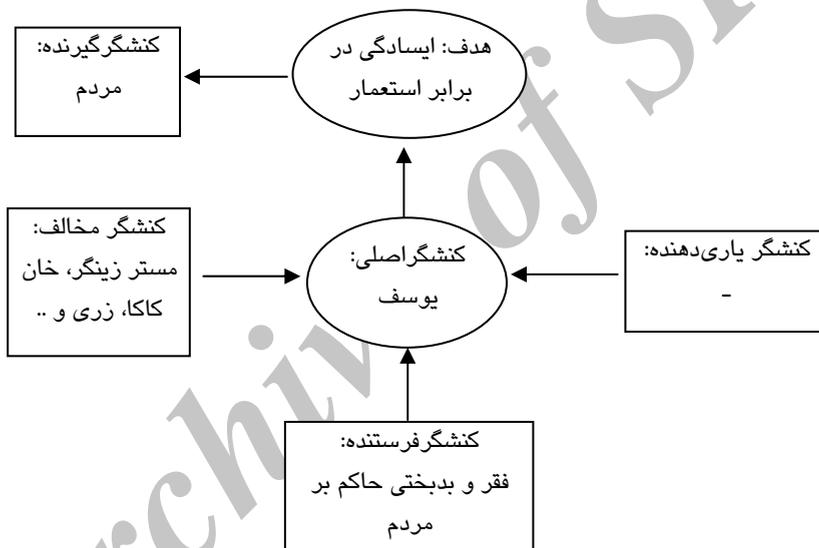 هدف: ایسادگی در
برابر استعمار
کنشگرگیرنده:
مردم
کنشگر یاری‌دهنده:
-
کنشگراصلی:
یوسف
کنشگر مخالف:
مستر زینگر، خان
کاکا، زری و ..
کنشگرفرستنده:
فقر و بدبختی حاکم بر
مردم